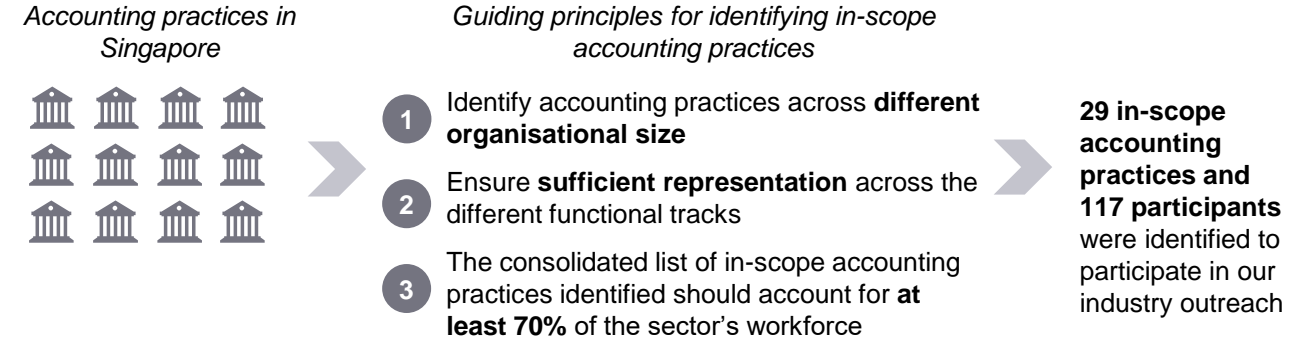 Accounting practices in
Singapore
Guiding principles for identifying in-scope
accounting practices
1
Identify accounting practices across different
organisational size
2
Ensure sufficient representation across the
different functional tracks
3
The consolidated list of in-scope accounting
practices identified should account for at
least 70% of the sector's workforce
29 in-scope
accounting
practices and
117 participants
were identified to
participate in our
industry outreach